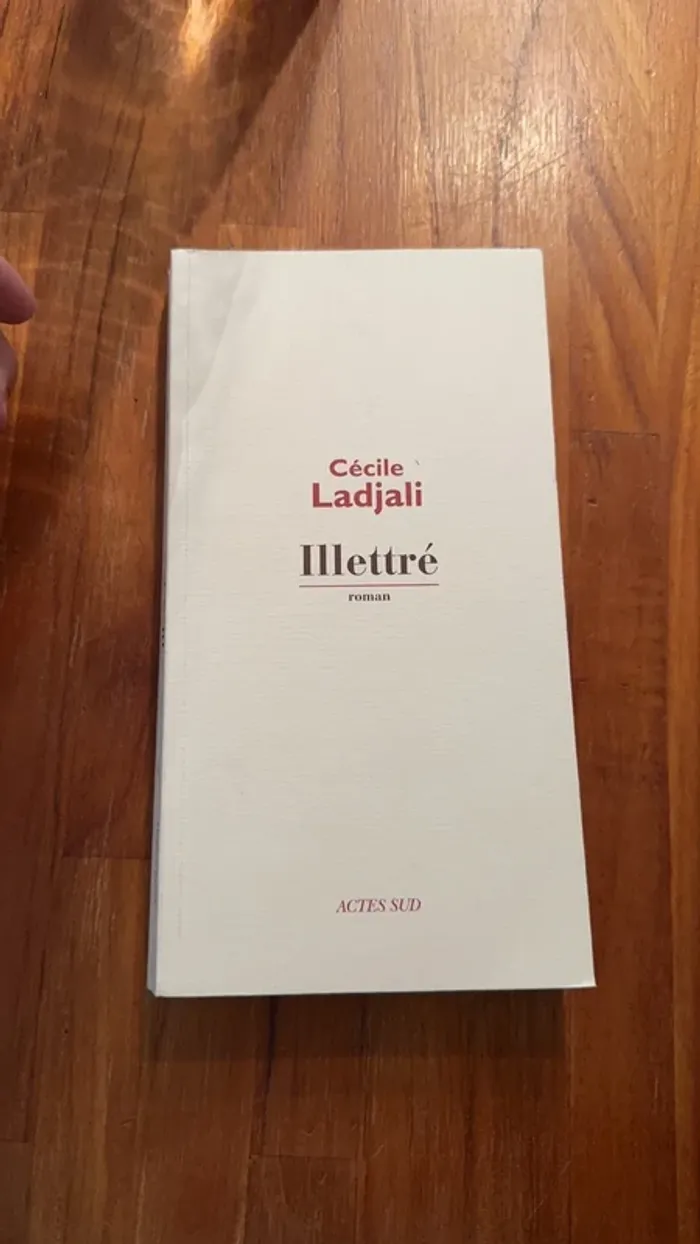 Cécile
Ladjali
Illettré
roman
ACTES SUD